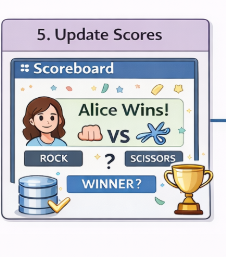 5. Update Scores
Scoreboard
Alice Wins!
VS
ROCK ? SCISSORS
WINNER?